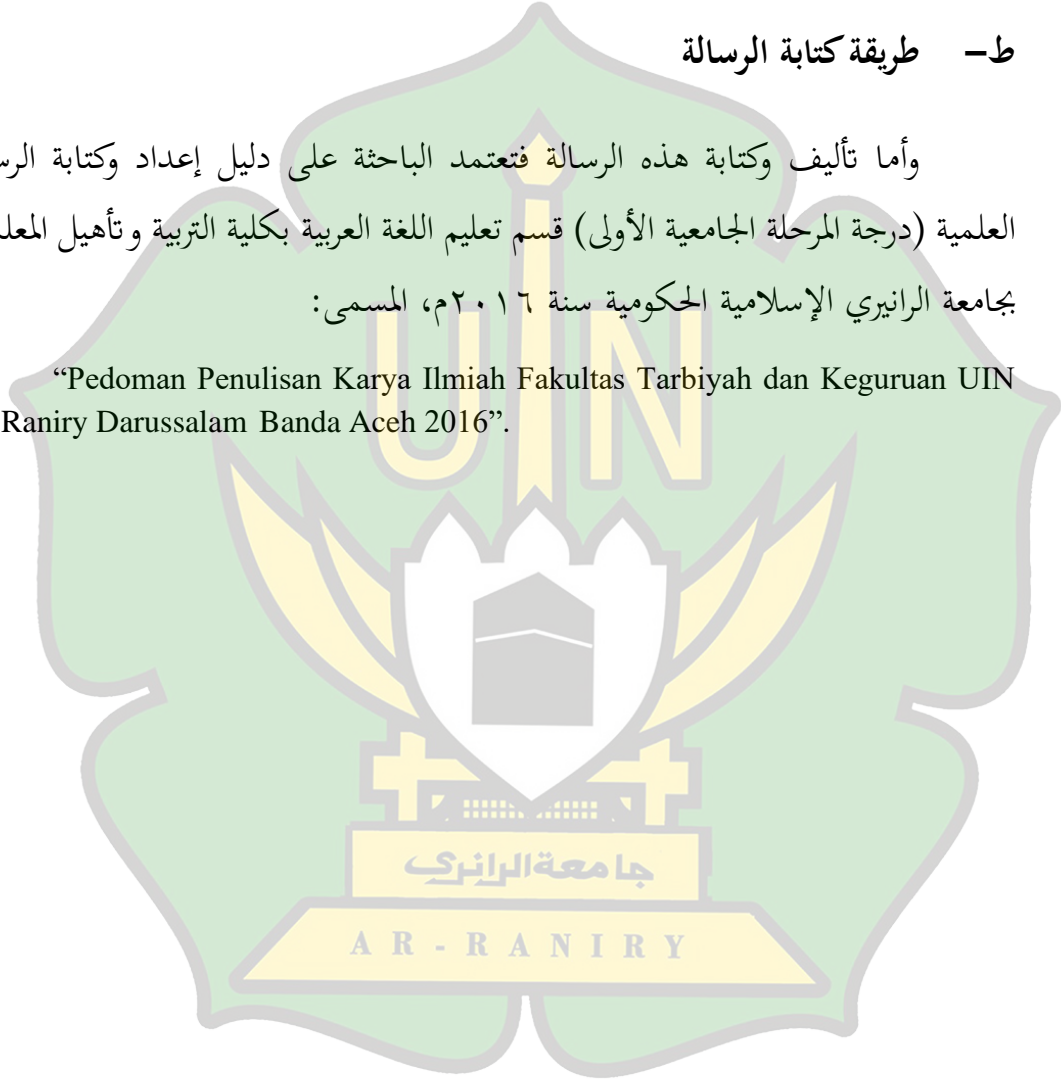 ط– طريقة كتابة الرسالة
وأما تأليف وكتابة هذه الرسالة فتعتمد الباحثة على دليل إعداد وكتابة
العلمية (درجة المرحلة الجامعية الأولى) قسم تعليم اللغة العربية بكلية التربية وتأهيل
بجامعة الرانيري الإسلامية الحكومية سنة ٢٠١٦م، المسمى:
“Pedoman Penulisan Karya Ilmiah Fakultas Tarbiyah dan Keguruan UIN
Raniry Darussalam Banda Aceh 2016”.
UIN
جامعة الرانري
AR-RANIRY